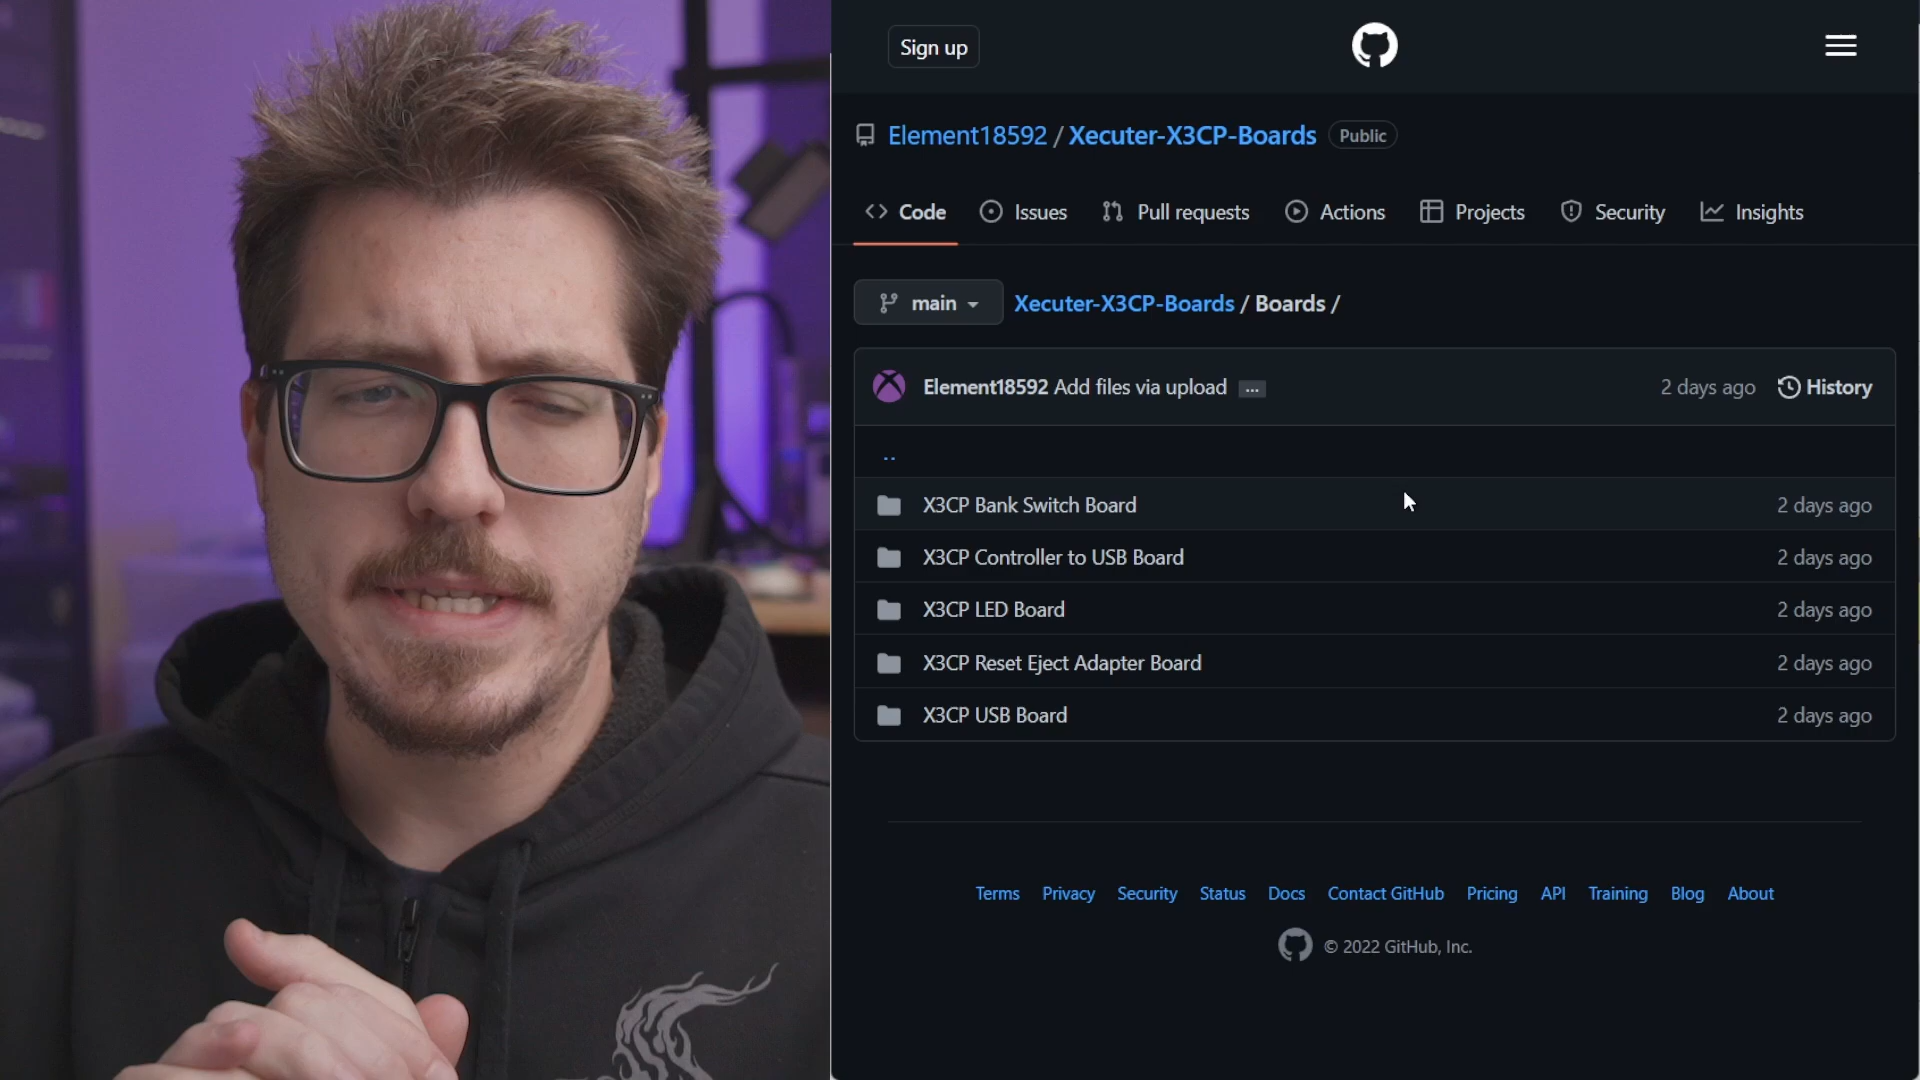 Sign up
Element18592 / Xecuter-X3CP-Boards Public
Code Issues Pull requests Actions Projects Security Insights
main Xecuter-X3CP-Boards / Boards /
Element18592 Add files via upload ... 2 days ago History
..
X3CP Bank Switch Board 2 days ago
X3CP Controller to USB Board 2 days ago
X3CP LED Board 2 days ago
X3CP Reset Eject Adapter Board 2 days ago
X3CP USB Board 2 days ago
Terms Privacy Security Status Docs Contact GitHub Pricing API Training Blog About
© 2022 GitHub, Inc.